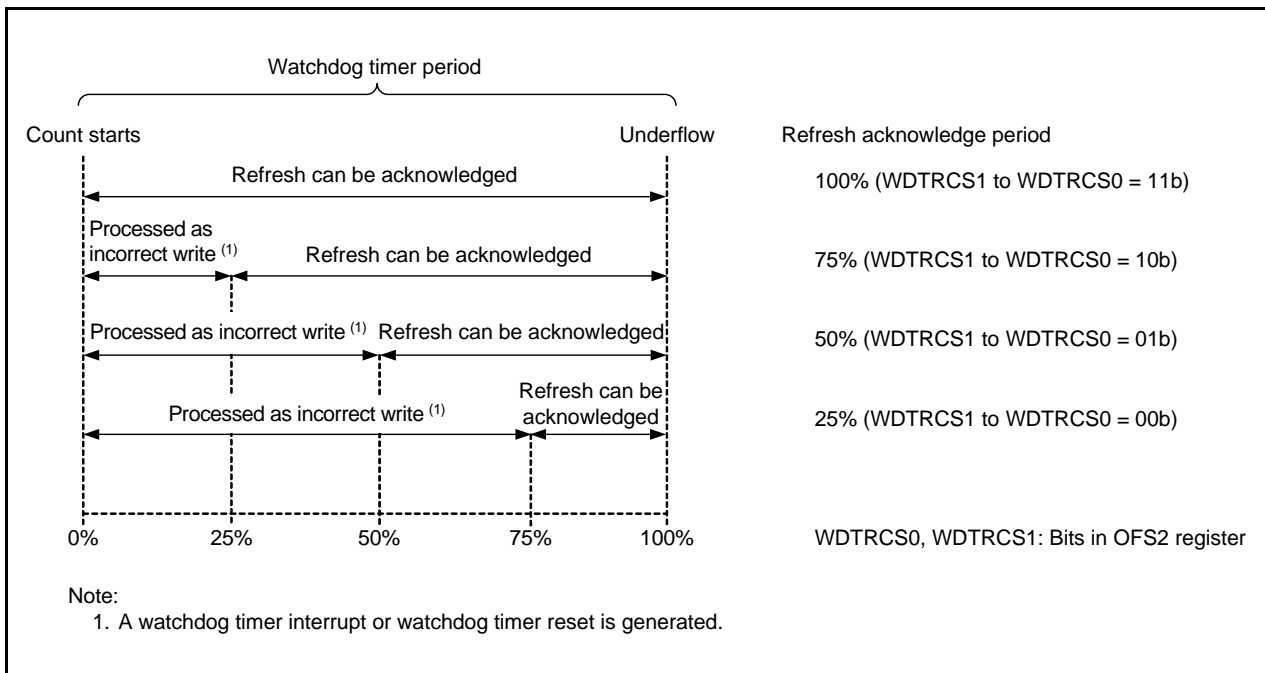 Watchdog timer period
Count starts
Underflow
Refresh acknowledge period
Refresh can be acknowledged
100% (WDTRCS1 to WDTRCS0 = 11b)
Processed as
incorrect write (1)
Refresh can be acknowledged
75% (WDTRCS1 to WDTRCS0 = 10b)
Processed as incorrect write (1)
Refresh can be acknowledged
50% (WDTRCS1 to WDTRCS0 = 01b)
Processed as incorrect write (1)
Refresh can be
acknowledged
25% (WDTRCS1 to WDTRCS0 = 00b)
0%
25%
50%
75%
100%
WDTRCS0, WDTRCS1: Bits in OFS2 register
Note:
1. A watchdog timer interrupt or watchdog timer reset is generated.